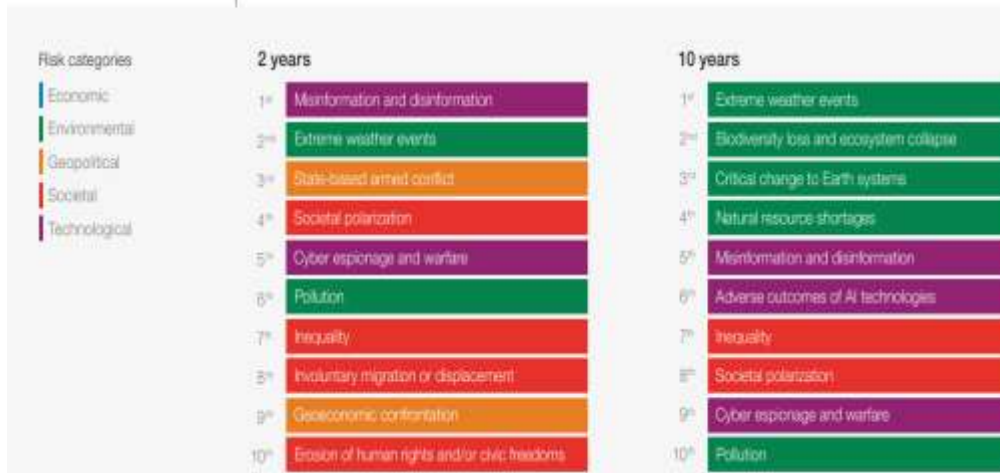 Risk categories
Economic
Environmental
Geopolitical
Societal
Technological
2 years
1st Misinformation and disinformation
2nd Extreme weather events
3rd State-based armed conflict
4th Societal polarization
5th Cyber espionage and warfare
6th Pollution
7th Inequality
8th Involuntary migration or displacement
9th Geoeconomic confrontation
10th Erosion of human rights and/or civic freedoms
10 years
1st Extreme weather events
2nd Biodiversity loss and ecosystem collapse
3rd Critical change to Earth systems
4th Natural resource shortages
5th Misinformation and disinformation
6th Adverse outcomes of AI technologies
7th Inequality
8th Societal polarization
9th Cyber espionage and warfare
10th Pollution